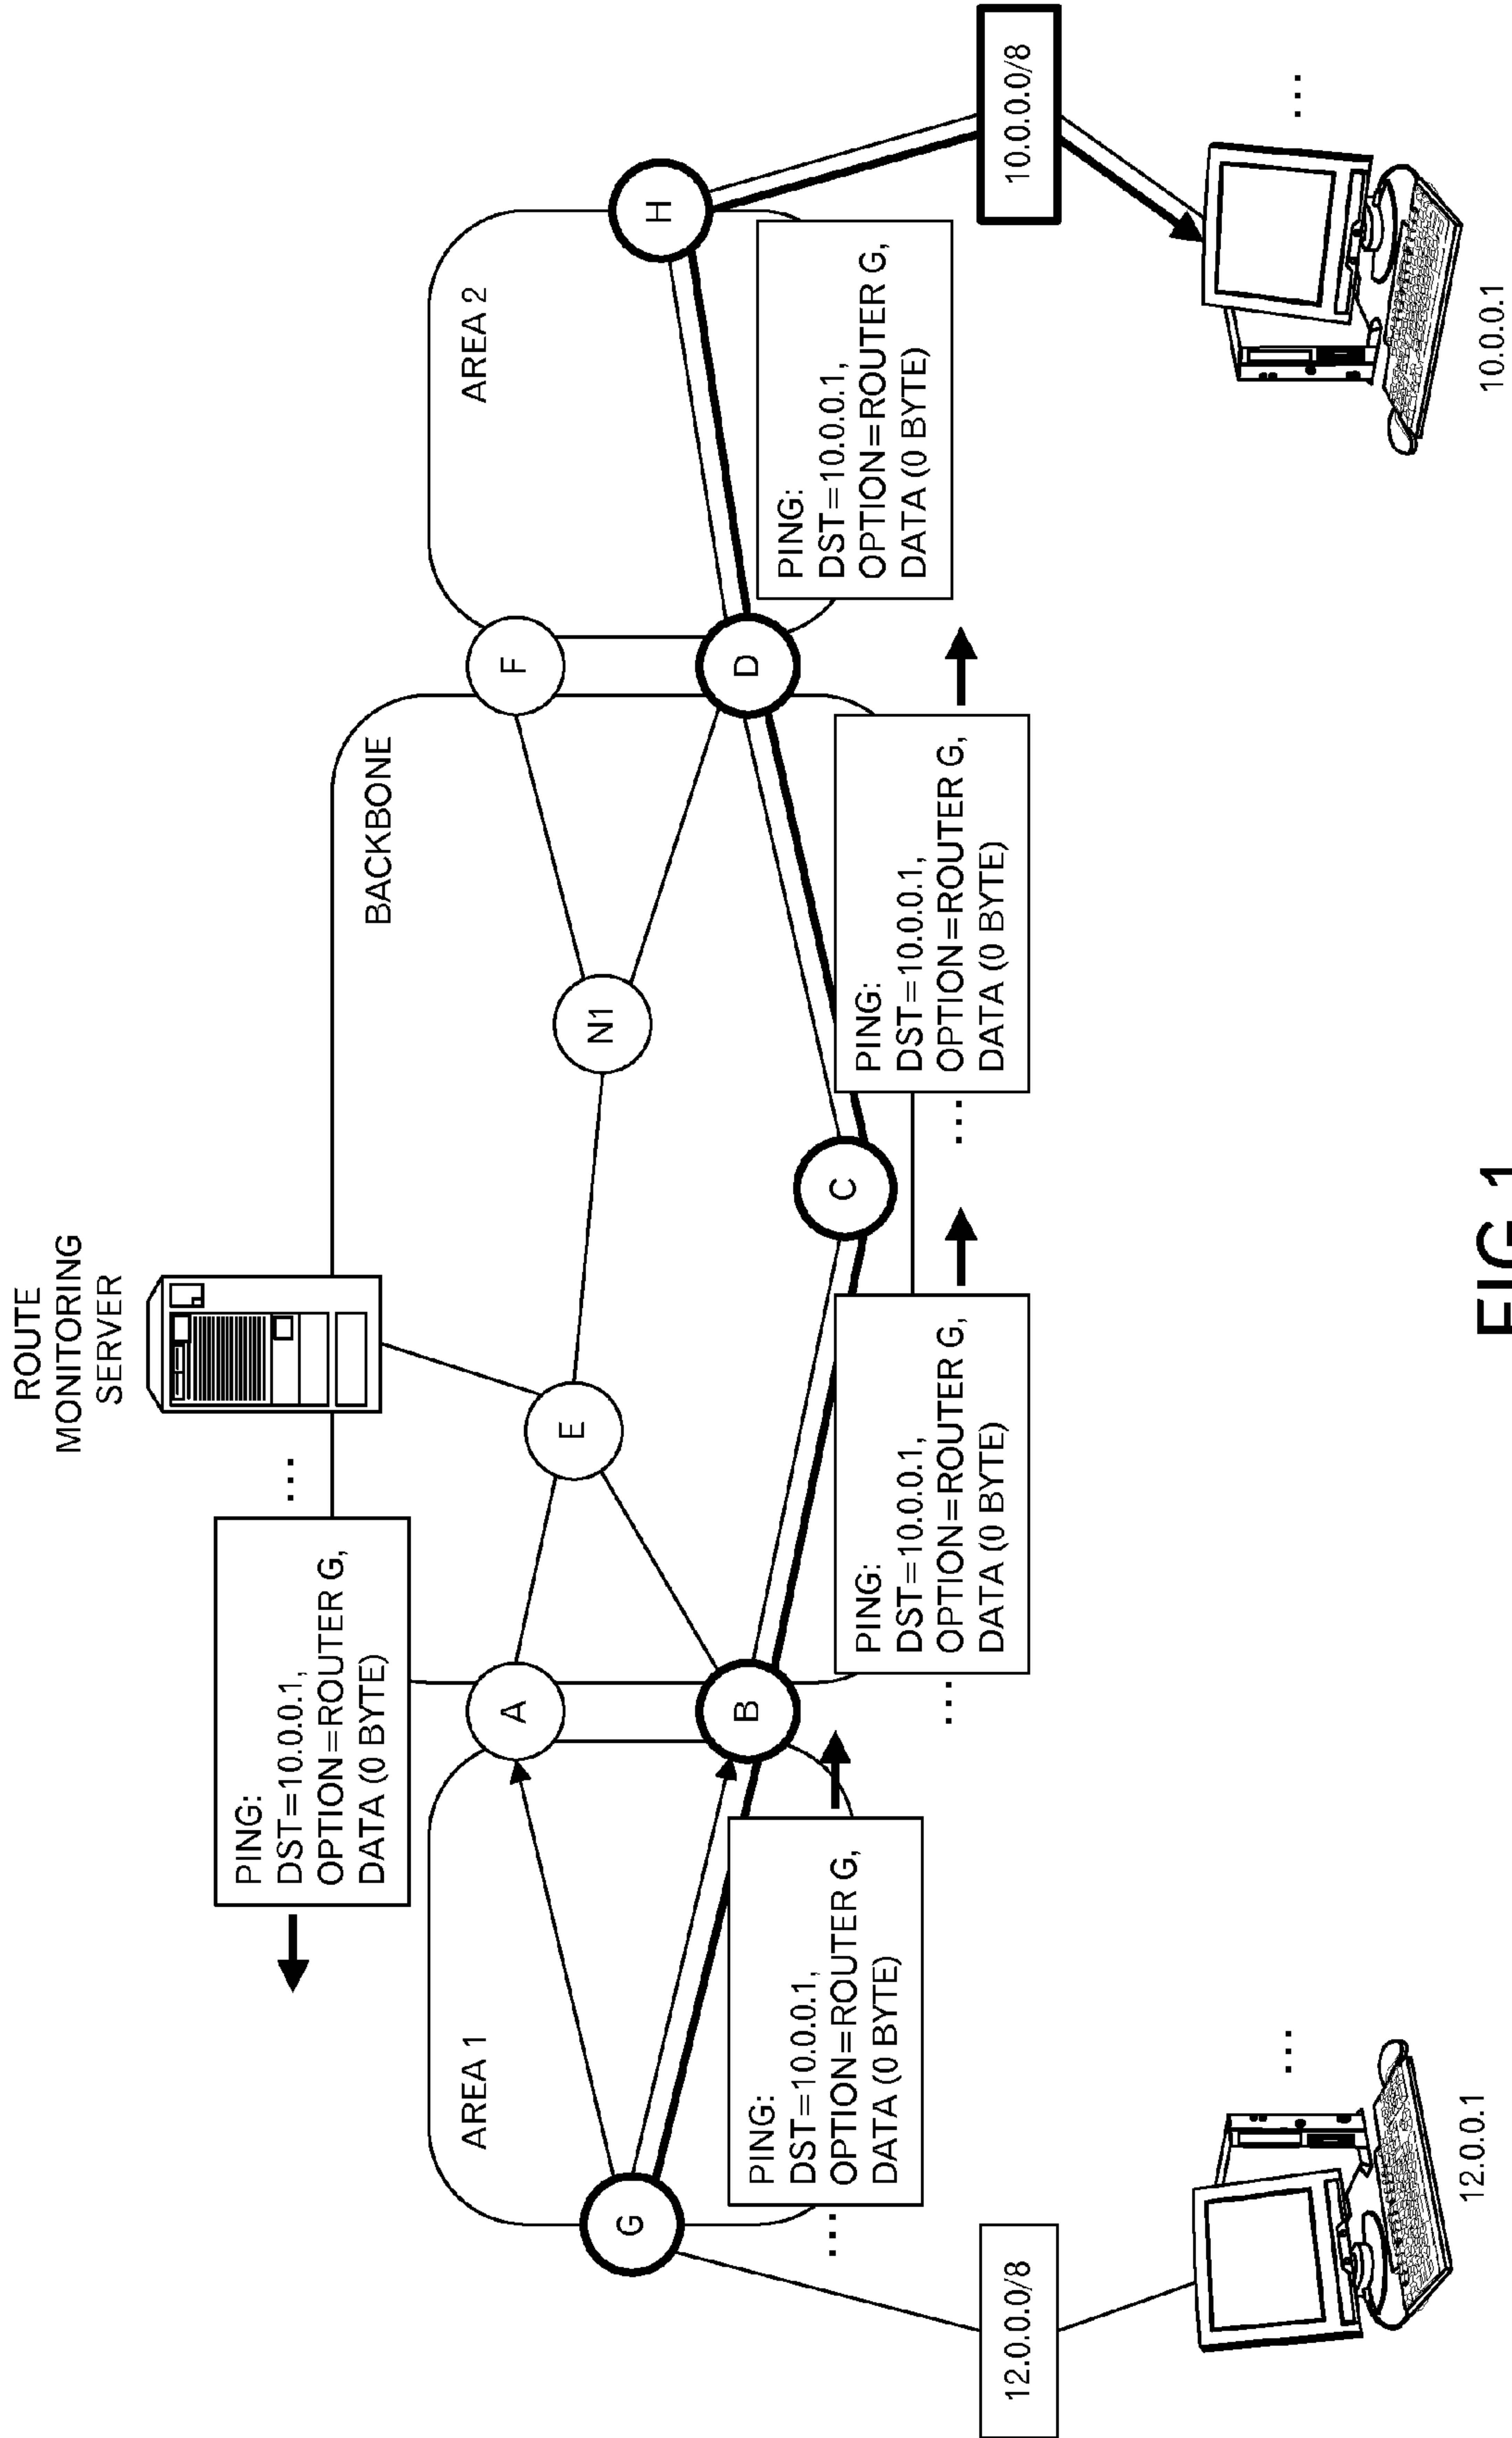 ROUTE
MONITORING
SERVER
PING:
DST=10.0.0.1,
OPTION=ROUTER G,
DATA (0 BYTE)
...
BACKBONE
AREA 1
AREA 2
A
E
N1
F
G
H
B
D
C
PING:
DST=10.0.0.1,
OPTION=ROUTER G,
DATA (0 BYTE)
...
PING:
DST=10.0.0.1,
OPTION=ROUTER G,
DATA (0 BYTE)
...
PING:
DST=10.0.0.1,
OPTION=ROUTER G,
DATA (0 BYTE)
...
PING:
DST=10.0.0.1,
OPTION=ROUTER G,
DATA (0 BYTE)
12.0.0.0/8
10.0.0.0/8
...
...
12.0.0.1
10.0.0.1
FIG.1